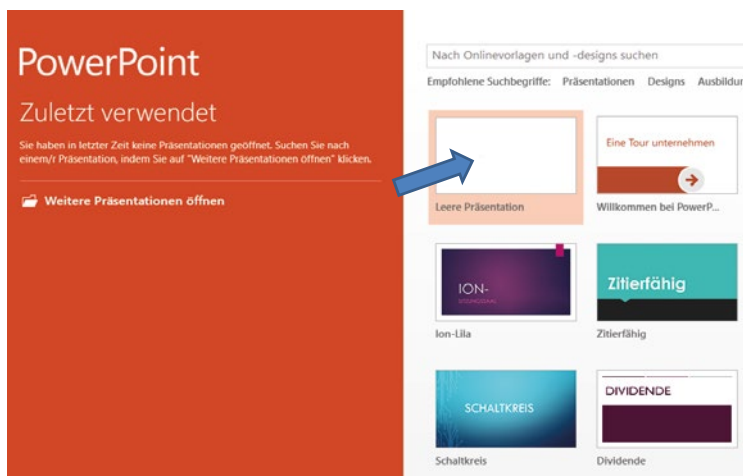 PowerPoint
Zuletzt verwendet
Sie haben in letzter Zeit keine Präsentationen geöffnet. Suchen Sie nach
einem/r Präsentation, indem Sie auf "Weitere Präsentationen öffnen" klicken.
Weitere Präsentationen öffnen
Nach Onlinevorlagen und -designs suchen
Empfohlene Suchbegriffe: Präsentationen Designs Ausbildun
Leere Präsentation
Eine Tour unternehmen
Willkommen bei PowerP...
ION-
SITZUNGSSAAL
Ion-Lila
Zitierfähig
Zitierfähig
SCHALTKREIS
Schaltkreis
DIVIDENDE
Dividende